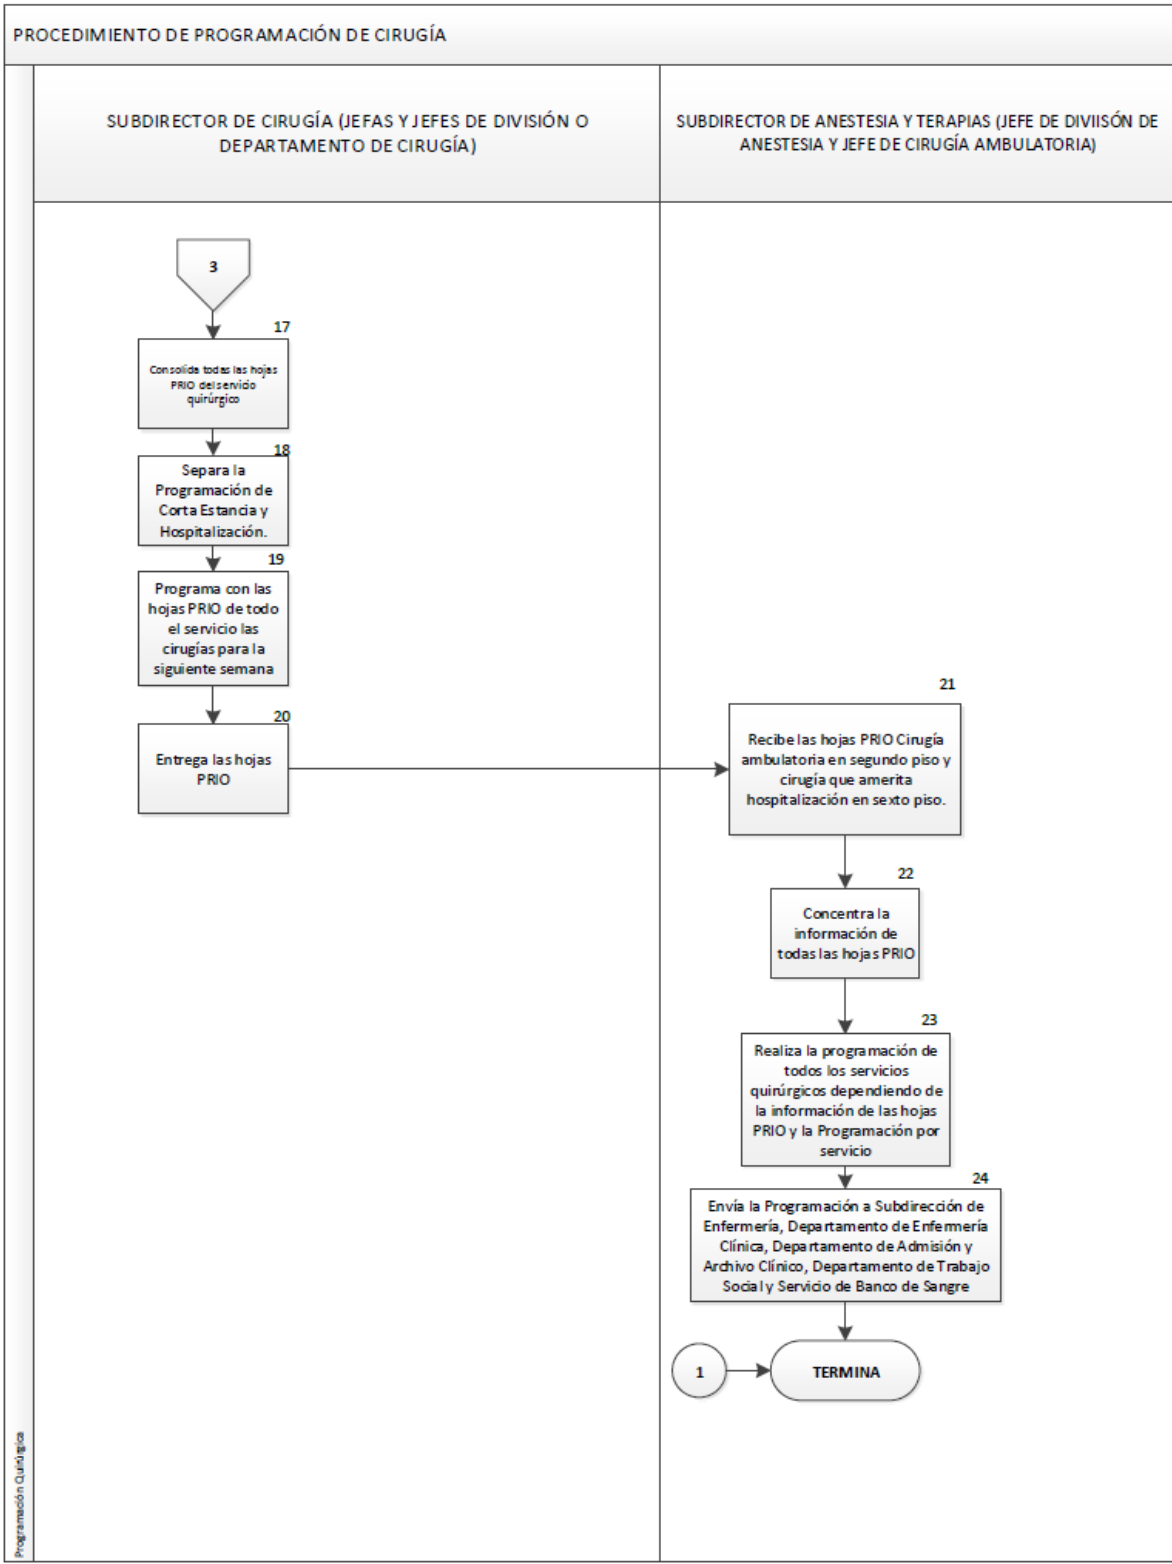 PROCEDIMIENTO DE PROGRAMACIÓN DE CIRUGÍA
SUBDIRECTOR DE CIRUGÍA (JEFAS Y JEFES DE DIVISIÓN O
DEPARTAMENTO DE CIRUGÍA)
SUBDIRECTOR DE ANESTESIA Y TERAPIAS (JEFE DE DIVIISÓN DE
ANESTESIA Y JEFE DE CIRUGÍA AMBULATORIA)
3
17
Consolida todas las hojas
PRIO del servicio
quirúrgico
18
Separa la
Programación de
Corta Estancia y
Hospitalización.
19
Programa con las
hojas PRIO de todo
el servicio las
cirugías para la
siguiente semana
20
Entrega las hojas
PRIO
21
Recibe las hojas PRIO Cirugía
ambulatoria en segundo piso y
cirugía que amerita
hospitalización en sexto piso.
22
Concentra la
información de
todas las hojas PRIO
23
Realiza la programación de
todos los servicios
quirúrgicos dependiendo de
la información de las hojas
PRIO y la Programación por
servicio
24
Envía la Programación a Subdirección de
Enfermería, Departamento de Enfermería
Clínica, Departamento de Admisión y
Archivo Clínico, Departamento de Trabajo
Social y Servicio de Banco de Sangre
1
TERMINA
Programación Quirúrgica